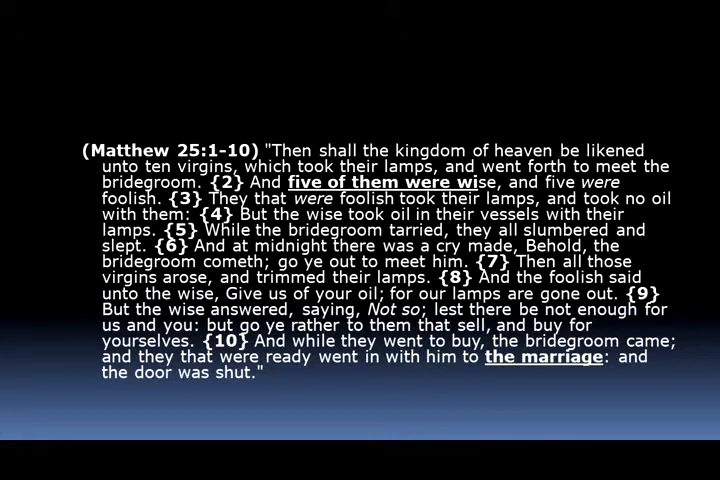 (Matthew 25:1-10) "Then shall the kingdom of heaven be likened
unto ten virgins, which took their lamps, and went forth to meet the
bridegroom. {2} And five of them were wise, and five were
foolish. {3} They that were foolish took their lamps, and took no oil
with them: {4} But the wise took oil in their vessels with their
lamps. {5} While the bridegroom tarried, they all slumbered and
slept. {6} And at midnight there was a cry made, Behold, the
bridegroom cometh; go ye out to meet him. {7} Then all those
virgins arose, and trimmed their lamps. {8} And the foolish said
unto the wise, Give us of your oil; for our lamps are gone out. {9}
But the wise answered, saying, Not so; lest there be not enough for
us and you: but go ye rather to them that sell, and buy for
yourselves. {10} And while they went to buy, the bridegroom came;
and they that were ready went in with him to the marriage: and
the door was shut."